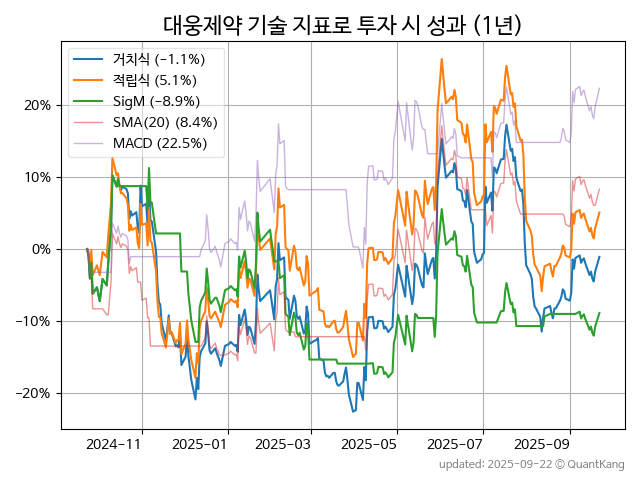 대웅제약 기술 지표로 투자 시 성과 (1년)
거치식 (−1.1%)
적립식 (5.1%)
SigM (−8.9%)
SMA(20) (8.4%)
MACD (22.5%)
20%
10%
0%
−10%
−20%
2024-11 2025-01 2025-03 2025-05 2025-07 2025-09
updated: 2025-09-22 © QuantKang